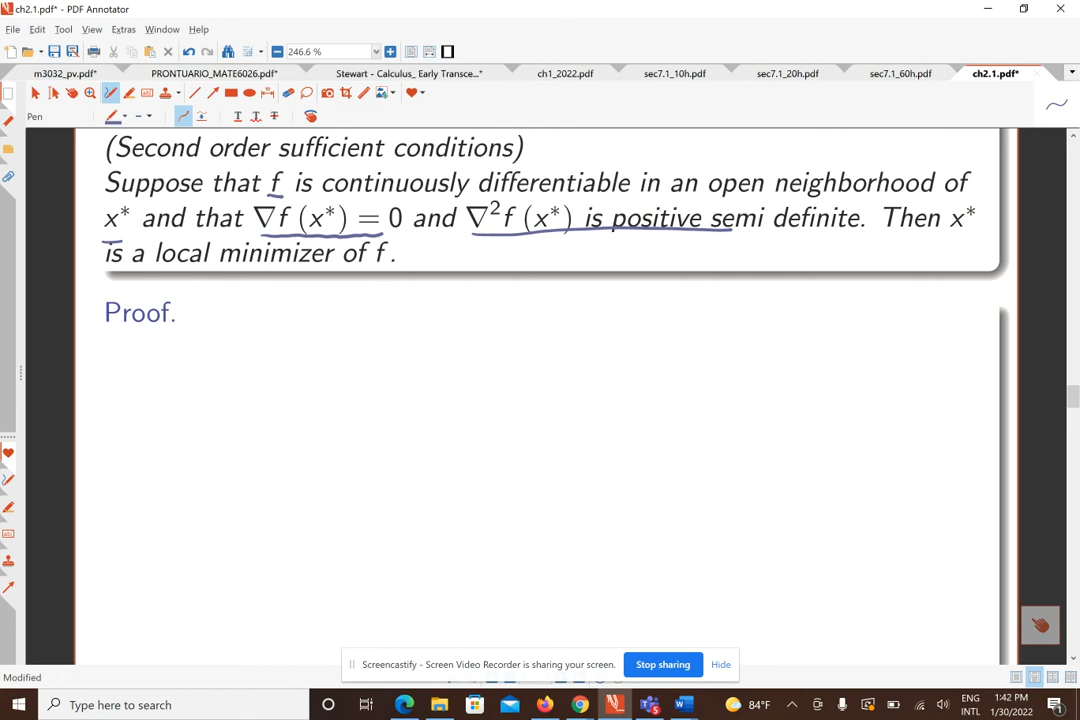 ch2.1.pdf* - PDF Annotator
File Edit Tool View Extras Window Help
246.6 %
m3032_pv.pdf* PRONTUARIO_MATE6026.pdf* Stewart - Calculus_ Early Transce..." ch1_2022.pdf sec7.1_10h.pdf sec7.1_20h.pdf sec7.1_60h.pdf ch2.1.pdf*
Pen
(Second order sufficient conditions)
Suppose that f is continuously differentiable in an open neighborhood of
x* and that ∇f (x*) = 0 and ∇²f (x*) is positive semi definite. Then x*
is a local minimizer of f.
Proof.
Screencastify - Screen Video Recorder is sharing your screen. Stop sharing Hide
Modified
Type here to search 84°F ENG 1:42 PM
INTL 1/30/2022